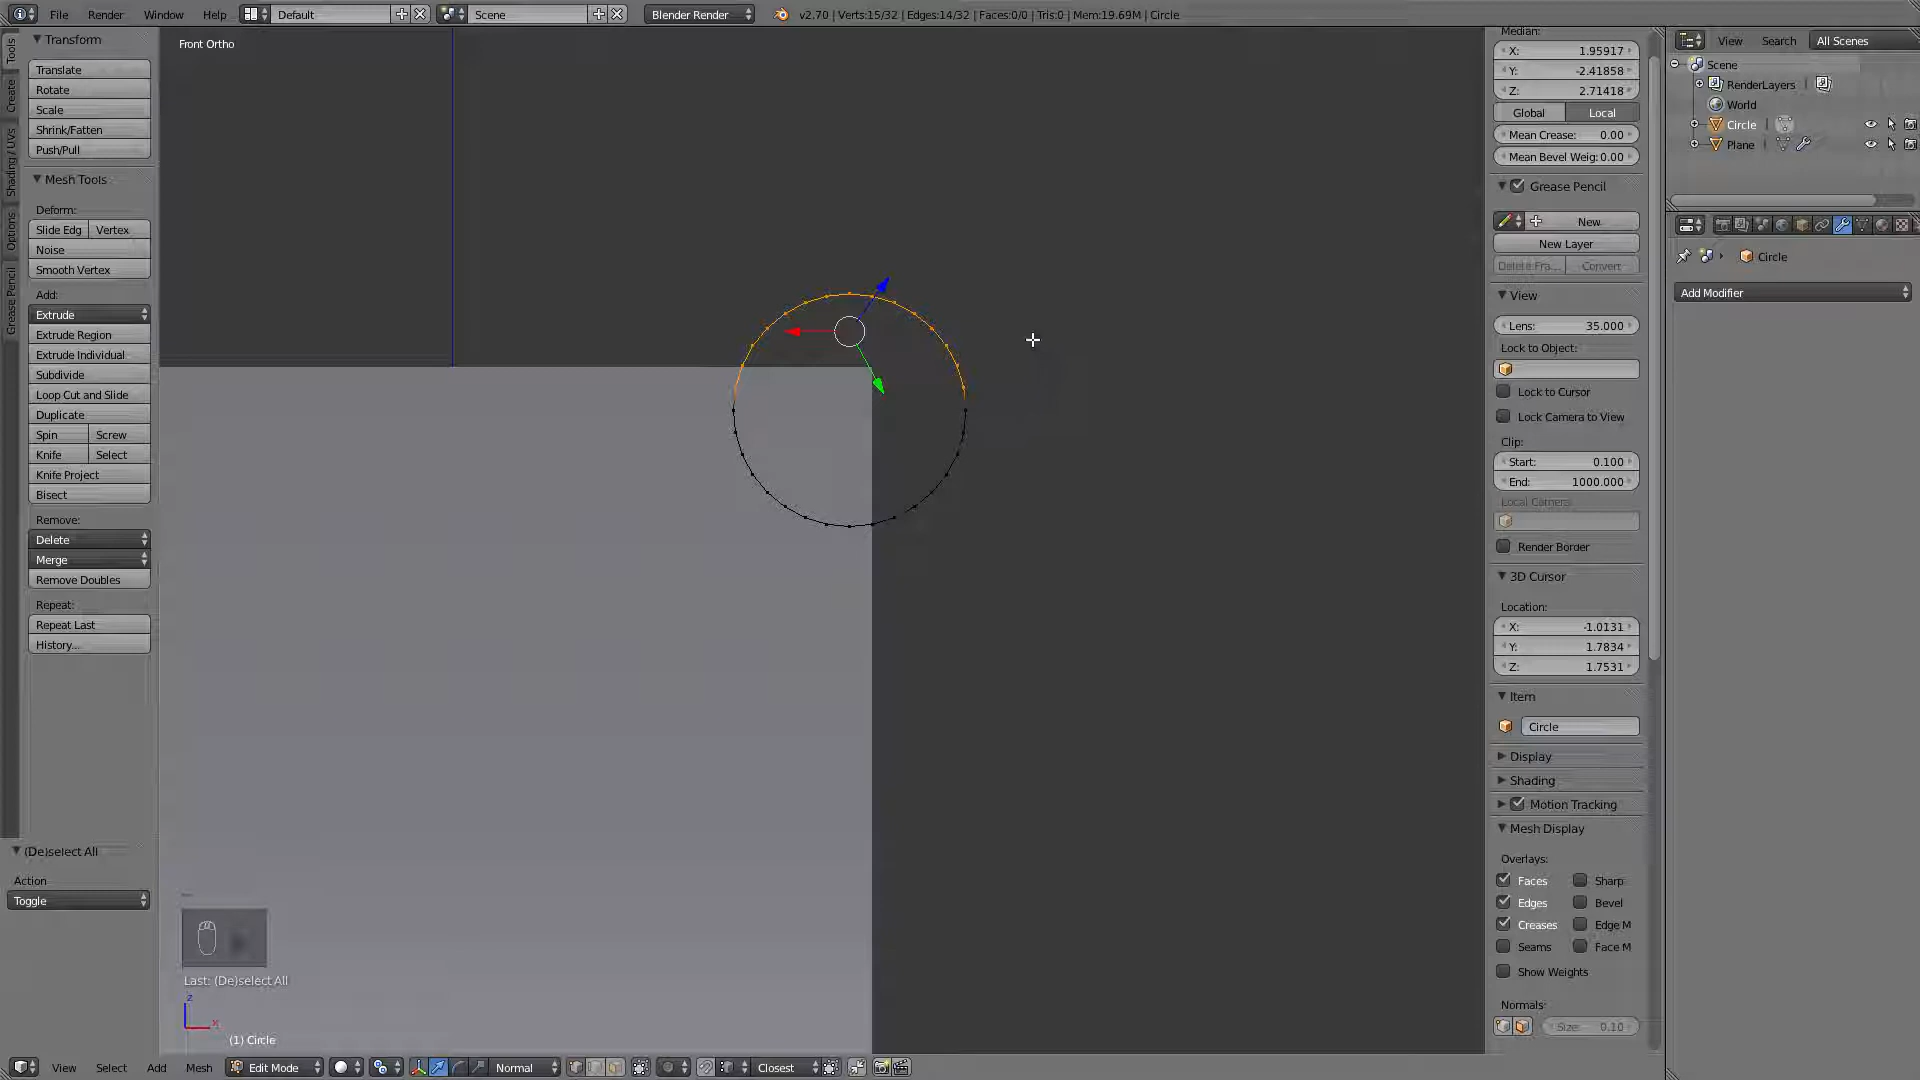 File Render Window Help Default Scene Blender Render v2.70 | Verts:15/32 | Edges:14/32 | Faces:0/0 | Tris:0 | Mem:19.69M | Circle
Tools
Create
Shading / UVs
Options
Grease Pencil
Transform
Translate
Rotate
Scale
Shrink/Fatten
Push/Pull
Mesh Tools
Deform:
Slide Edg Vertex
Noise
Smooth Vertex
Add:
Extrude
Extrude Region
Extrude Individual
Subdivide
Loop Cut and Slide
Duplicate
Spin Screw
Knife Select
Knife Project
Bisect
Remove:
Delete
Merge
Remove Doubles
Repeat:
Repeat Last
History...
(De)select All
Action
Toggle
Front Ortho
Last: (De)select All
z
x
(1) Circle
View Select Add Mesh Edit Mode Normal Closest
Median:
X: 1.95917
Y: -2.41858
Z: 2.71418
Global Local
Mean Crease: 0.00
Mean Bevel Weig: 0.00
Grease Pencil
New
New Layer
Delete Fra... Convert
View
Lens: 35.000
Lock to Object:
Lock to Cursor
Lock Camera to View
Clip:
Start: 0.100
End: 1000.000
Local Camera:
Render Border
3D Cursor
Location:
X: -1.0131
Y: 1.7834
Z: 1.7531
Item
Circle
Display
Shading
Motion Tracking
Mesh Display
Overlays:
Faces Sharp
Edges Bevel
Creases Edge M
Seams Face M
Show Weights
Normals:
Size: 0.10
View Search All Scenes
Scene
RenderLayers |
World
Circle |
Plane |
Circle
Add Modifier